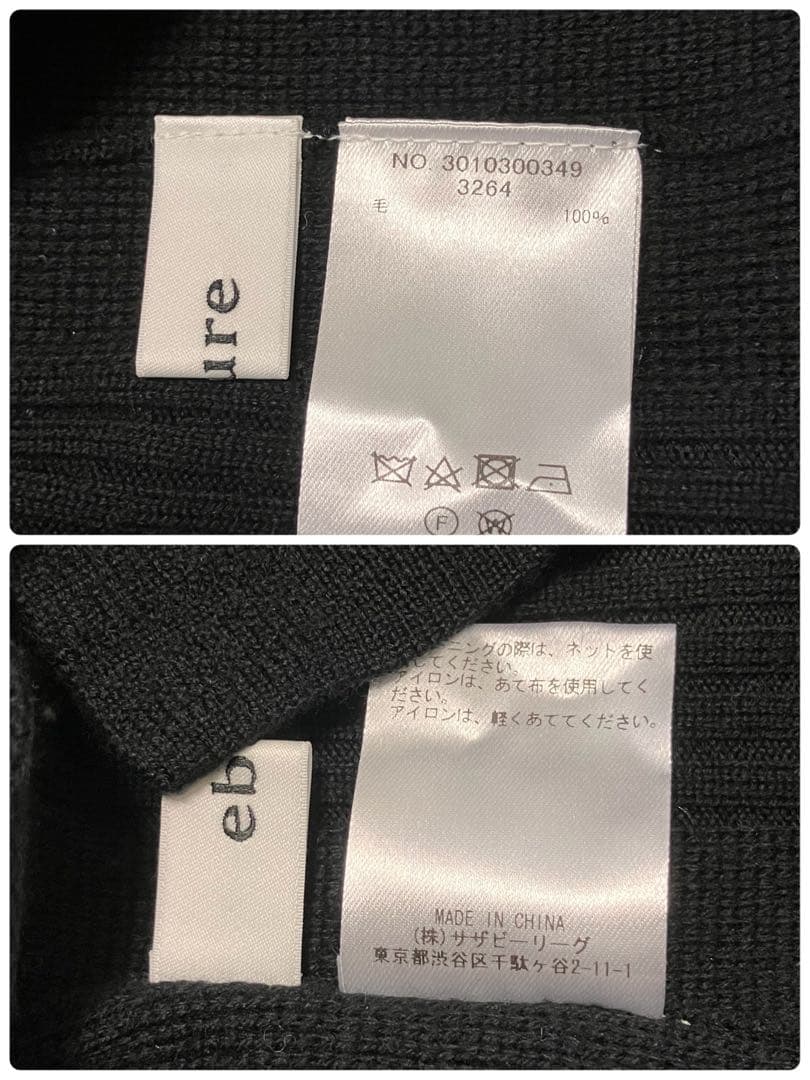 ure
NO. 3010300349
3264
毛 100%
F
W
ニングの際は、ネットを使
してください。
アイロンは、あて布を使用してく
ださい。
アイロンは、軽くあててください。
eb
MADE IN CHINA
(株)サザビーリーグ
東京都渋谷区千駄ヶ谷2-11-1